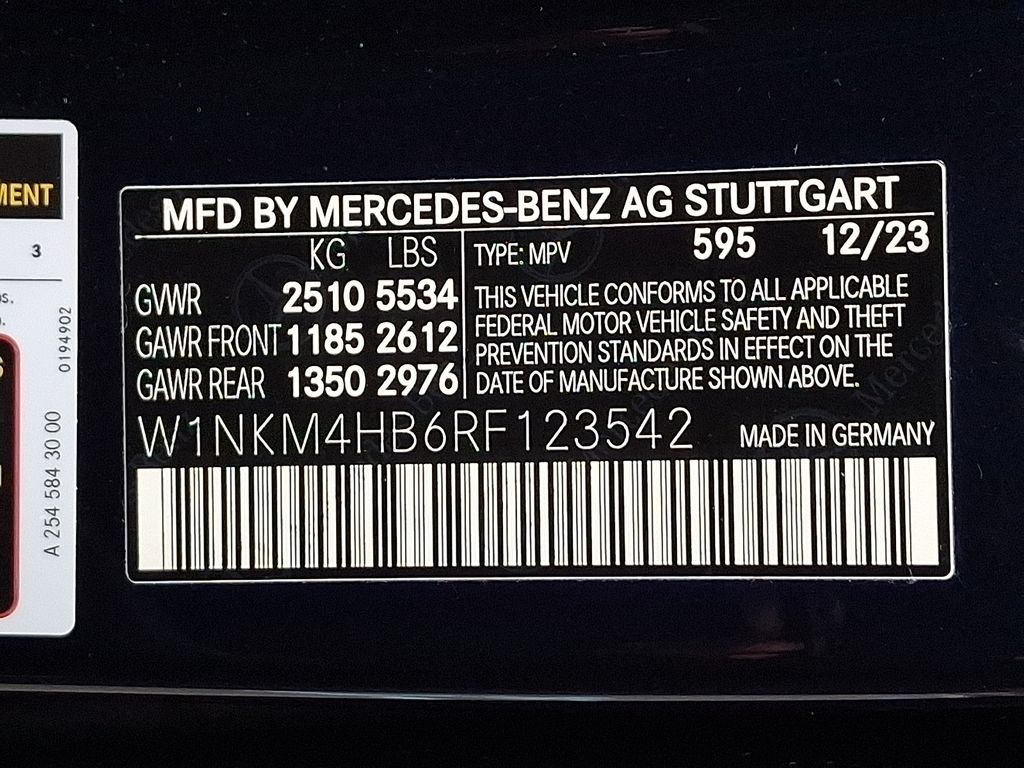 MENT
3
os.
0194902
A 254 584 30 00
MFD BY MERCEDES-BENZ AG STUTTGART
KG LBS
GVWR 2510 5534
GAWR FRONT 1185 2612
GAWR REAR 1350 2976
TYPE: MPV 595 12/23
THIS VEHICLE CONFORMS TO ALL APPLICABLE
FEDERAL MOTOR VEHICLE SAFETY AND THEFT
PREVENTION STANDARDS IN EFFECT ON THE
DATE OF MANUFACTURE SHOWN ABOVE.
W1NKM4HB6RF123542 MADE IN GERMANY